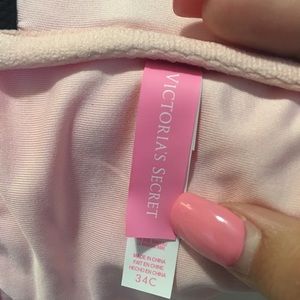 VICTORIA'S SECRET
MADE IN CHINA
FAIT EN CHINE
HECHO EN CHINA
34C